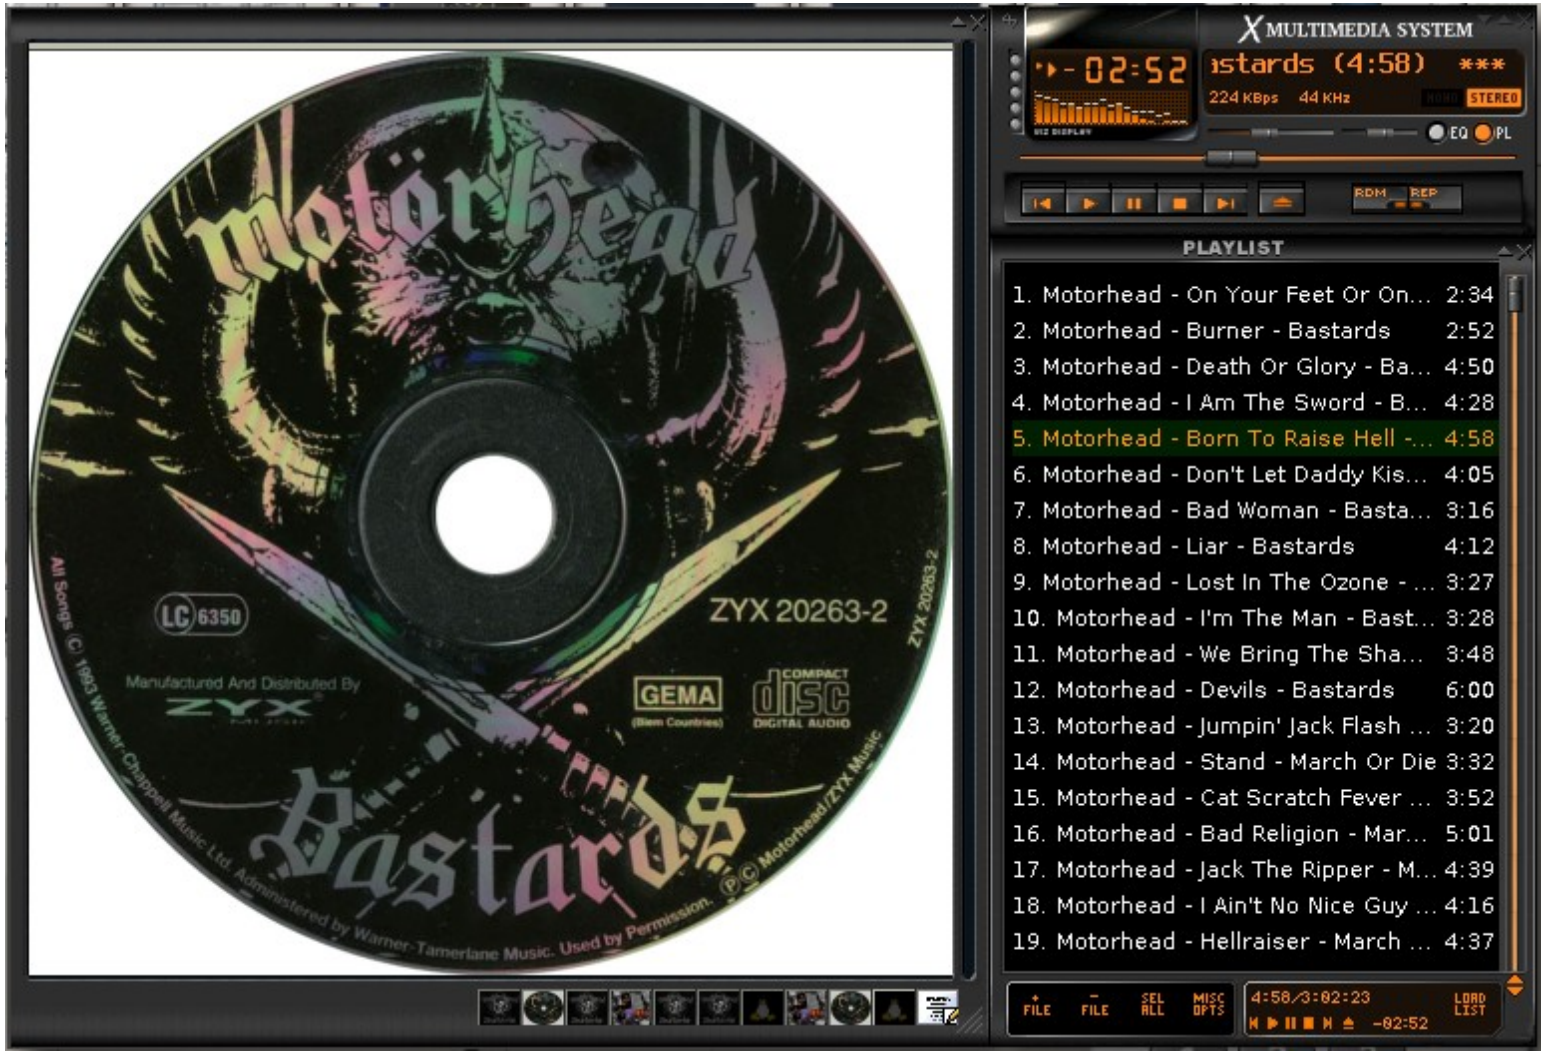 motörhead
LC 6350
ZYX 20263-2
ZYX 20263-2
Manufactured And Distributed By
ZYX
GEMA
(Biem Countries)
COMPACT
disc
DIGITAL AUDIO
Bastards
All Songs (C) 1993 Warner-Chappell Music Ltd. Administered by Warner-Tamerlane Music. Used by Permission.
P C Motorhead/ZYX Music
X MULTIMEDIA SYSTEM
-02:52
astards (4:58) ***
224 KBps 44 KHz MONO STEREO
VIZ DISPLAY
EQ PL
RDM REP
PLAYLIST
1. Motorhead - On Your Feet Or On... 2:34
2. Motorhead - Burner - Bastards 2:52
3. Motorhead - Death Or Glory - Ba... 4:50
4. Motorhead - I Am The Sword - B... 4:28
5. Motorhead - Born To Raise Hell -... 4:58
6. Motorhead - Don't Let Daddy Kis... 4:05
7. Motorhead - Bad Woman - Basta... 3:16
8. Motorhead - Liar - Bastards 4:12
9. Motorhead - Lost In The Ozone - ... 3:27
10. Motorhead - I'm The Man - Bast... 3:28
11. Motorhead - We Bring The Sha... 3:48
12. Motorhead - Devils - Bastards 6:00
13. Motorhead - Jumpin' Jack Flash ... 3:20
14. Motorhead - Stand - March Or Die 3:32
15. Motorhead - Cat Scratch Fever ... 3:52
16. Motorhead - Bad Religion - Mar... 5:01
17. Motorhead - Jack The Ripper - M... 4:39
18. Motorhead - I Ain't No Nice Guy ... 4:16
19. Motorhead - Hellraiser - March ... 4:37
+ FILE
- FILE
SEL ALL
MISC OPTS
4:58/3:02:23
-02:52
LOAD LIST